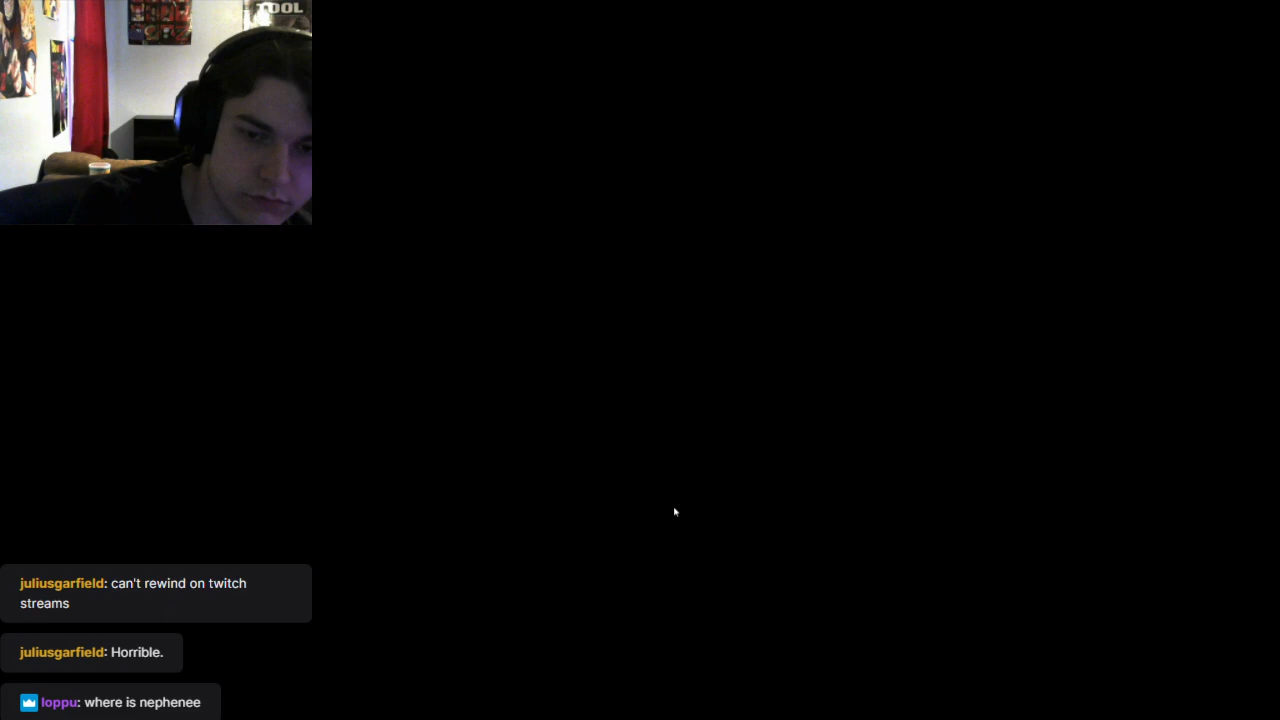 TOOL
juliusgarfield: can't rewind on twitch
streams
juliusgarfield: Horrible.
loppu: where is nephenee